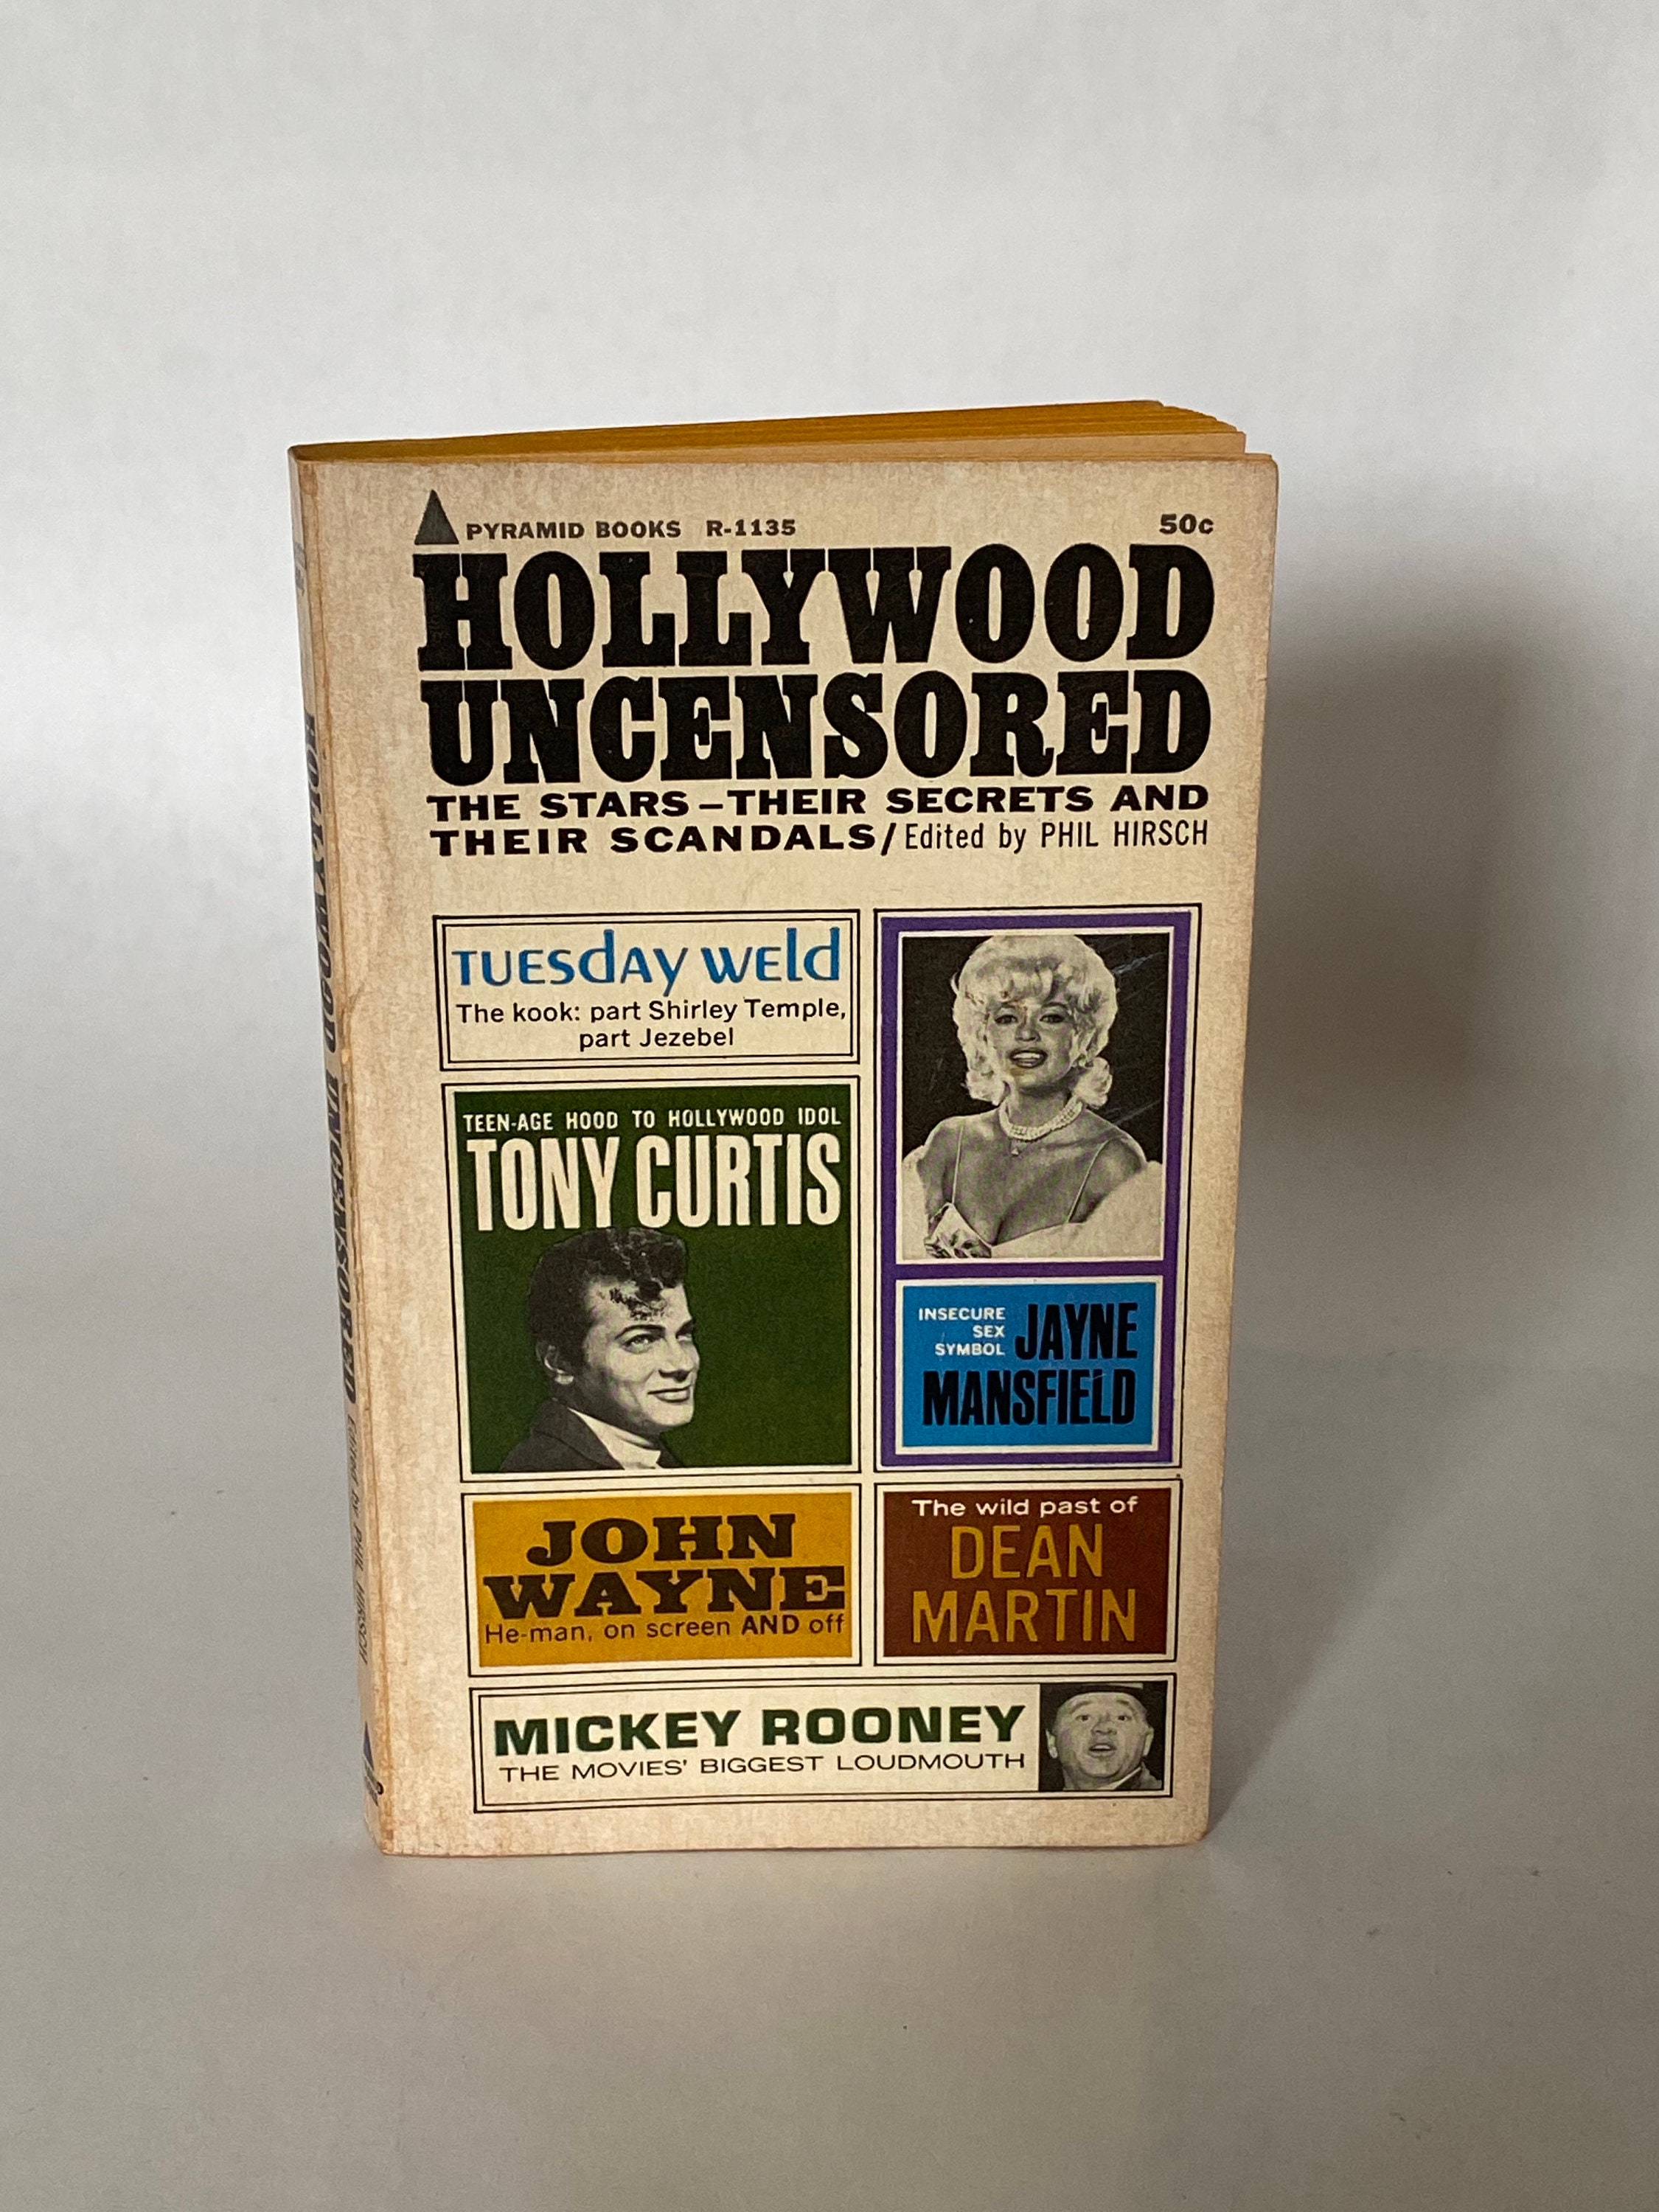 PYRAMID BOOKS R-1135
50c
HOLLYWOOD
UNCENSORED
THE STARS–THEIR SECRETS AND
THEIR SCANDALS/Edited by PHIL HIRSCH
TUESdAy WEld
The kook: part Shirley Temple,
part Jezebel
TEEN-AGE HOOD TO HOLLYWOOD IDOL
TONY CURTIS
INSECURE
SEX
SYMBOL
JAYNE
MANSFIELD
JOHN
WAYNE
He-man, on screen AND off
The wild past of
DEAN
MARTIN
MICKEY ROONEY
THE MOVIES' BIGGEST LOUDMOUTH
HOLLYWOOD UNCENSORED Edited by PHIL HIRSCH